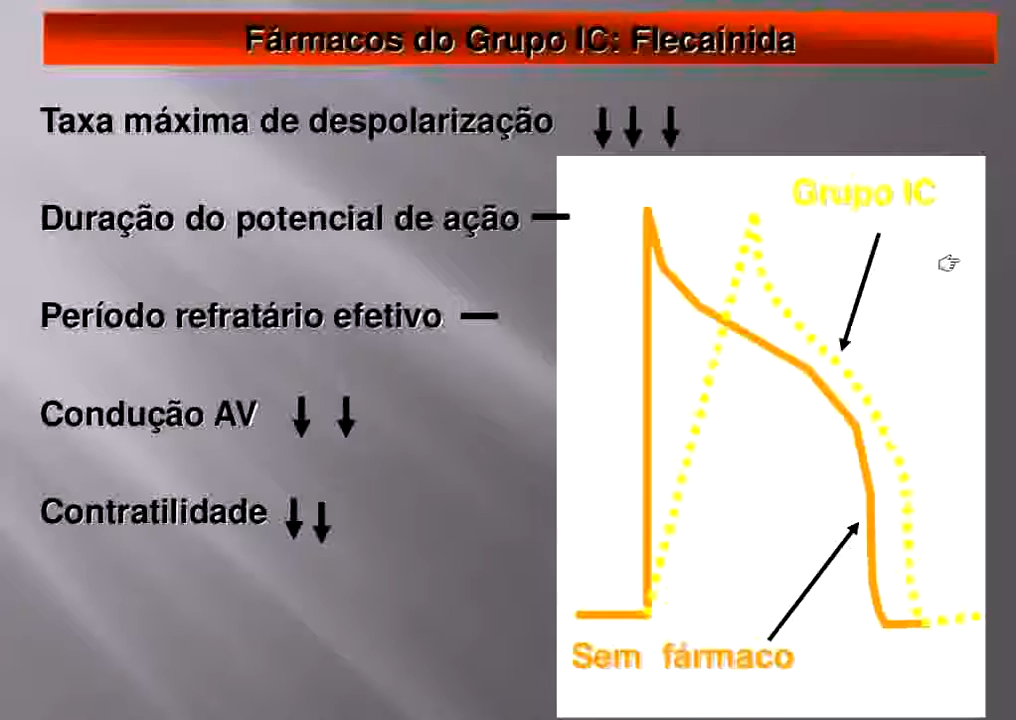 Fármacos do Grupo IC: Flecaínida
Taxa máxima de despolarização
Duração do potencial de ação
Período refratário efetivo
Condução AV
Contratilidade
Grupo IC
Sem fármaco